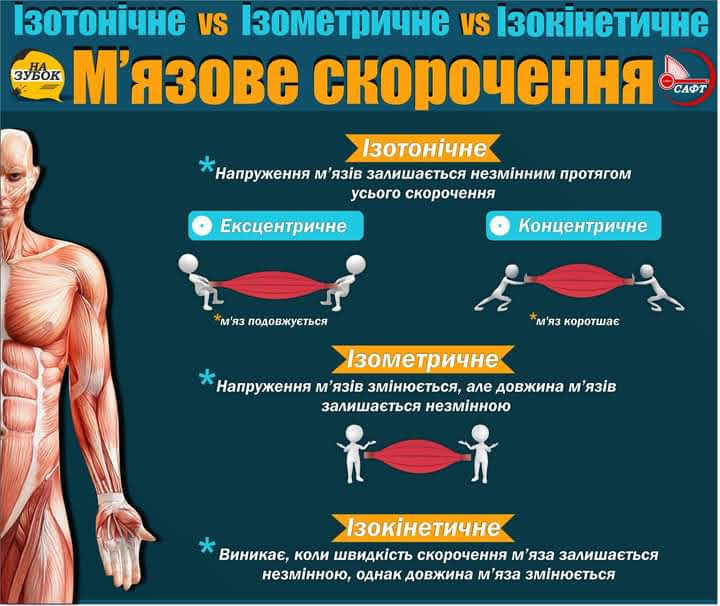 Ізотонічне vs Ізометричне vs Ізокінетичне
НА
ЗУБОК
М'язове скорочення
САФТ
Ізотонічне
*Напруження м'язів залишається незмінним протягом
усього скорочення
Ексцентричне
Концентричне
*м'яз подовжується
*м'яз коротшає
Ізометричне
*Напруження м'язів змінюється, але довжина м'язів
залишається незмінною
Ізокінетичне
*Виникає, коли швидкість скорочення м'яза залишається
незмінною, однак довжина м'яза змінюється